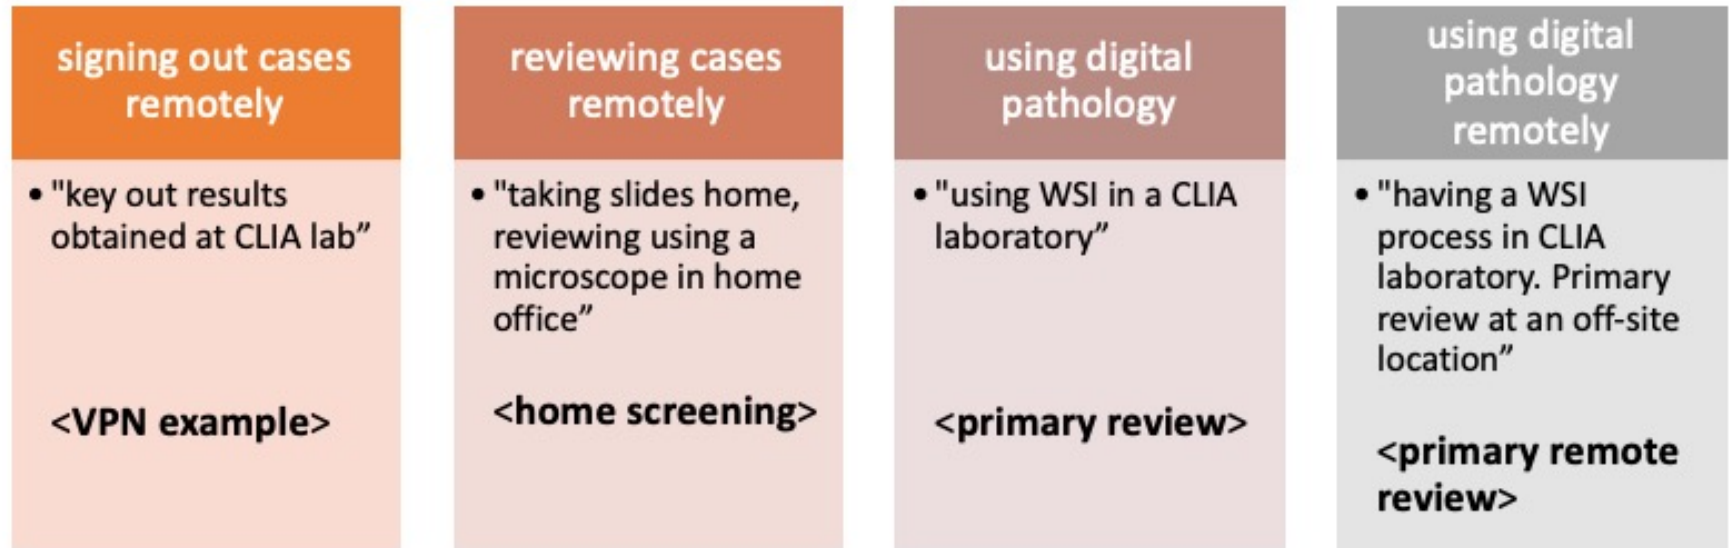 signing out cases
remotely
• "key out results
obtained at CLIA lab”
<VPN example>
reviewing cases
remotely
• "taking slides home,
reviewing using a
microscope in home
office”
<home screening>
using digital
pathology
• "using WSI in a CLIA
laboratory”
<primary review>
using digital
pathology
remotely
• "having a WSI
process in CLIA
laboratory. Primary
review at an off-site
location”
<primary remote
review>